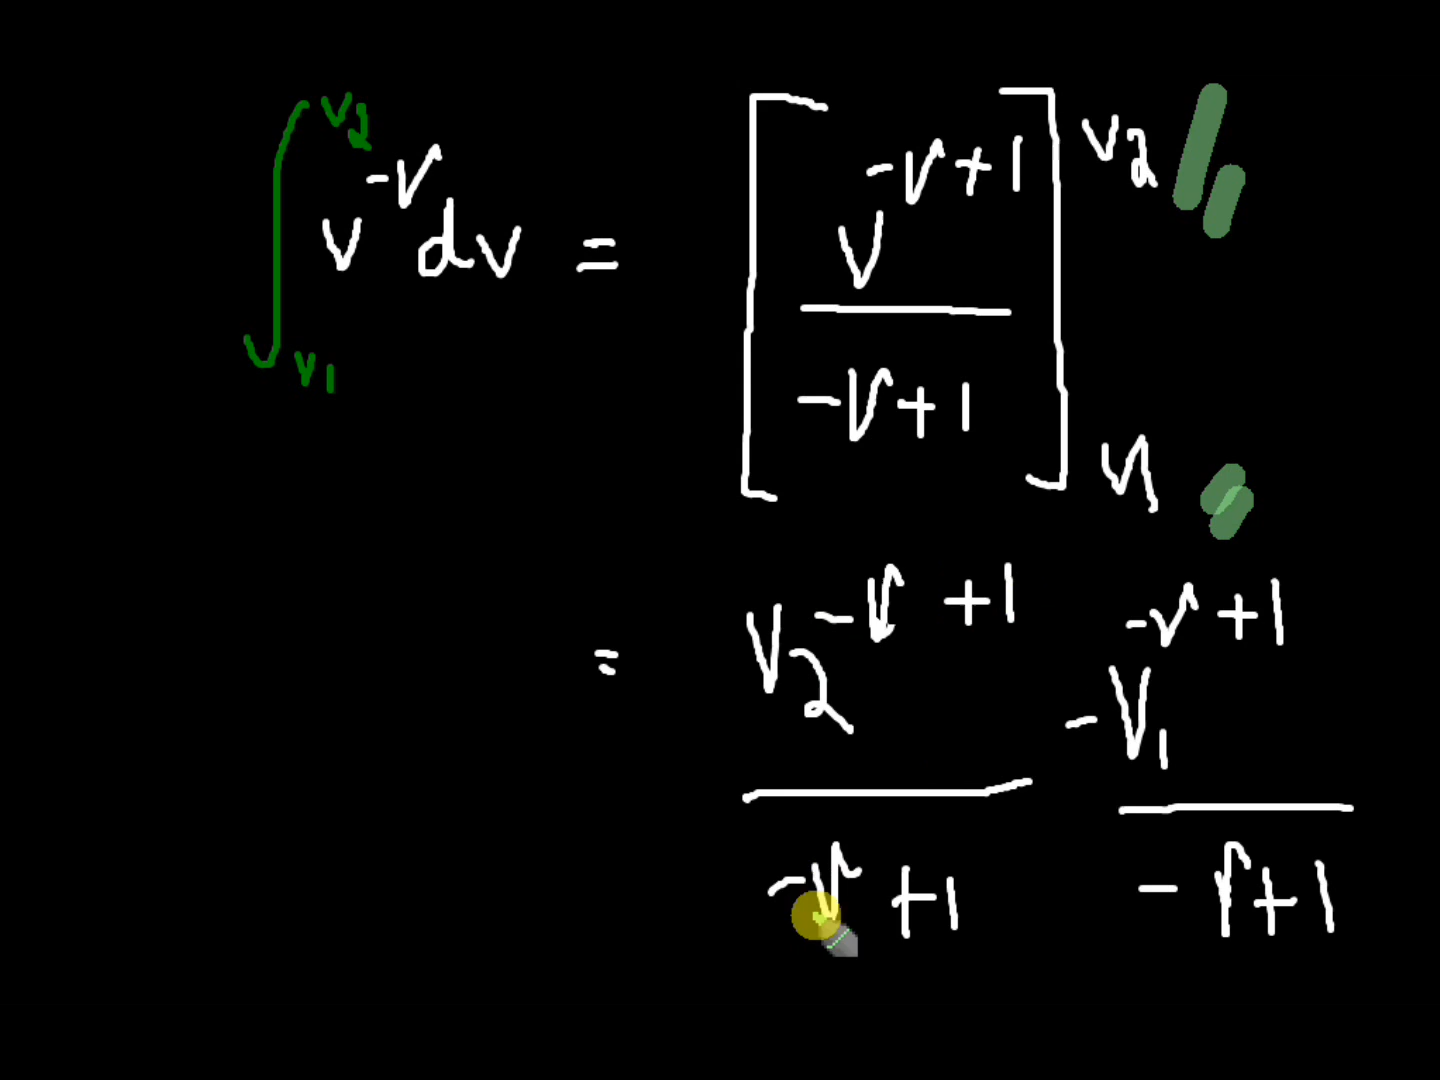 ∫_{v1}^{v2} v^{-r} dv = [ v^{-r+1} / -r+1 ]_{v1}^{v2}
= v2^{-r+1} / -r+1 - v1^{-r+1} / -r+1